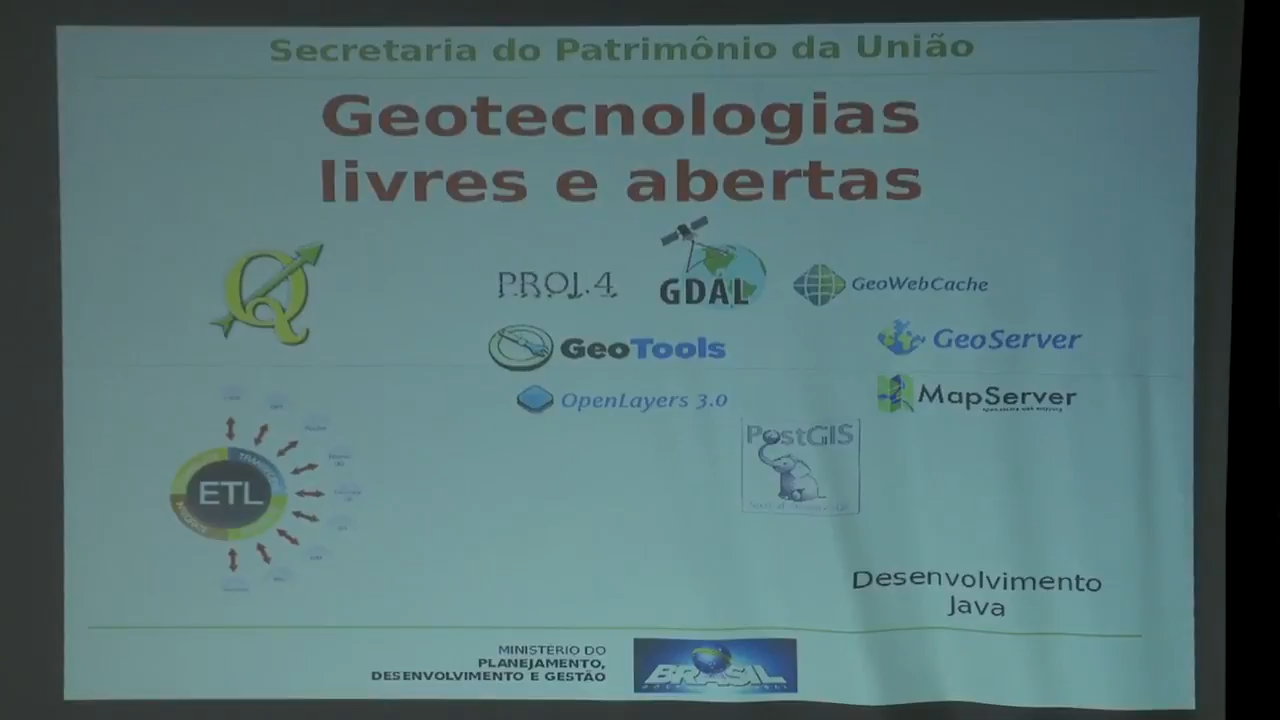 Secretaria do Patrimônio da União
Geotecnologias
livres e abertas
PROJ.4
GDAL
GeoWebCache
GeoTools
GeoServer
OpenLayers 3.0
MapServer
PostGIS
ETL
Desenvolvimento
Java
MINISTÉRIO DO
PLANEJAMENTO,
DESENVOLVIMENTO E GESTÃO
BRASIL